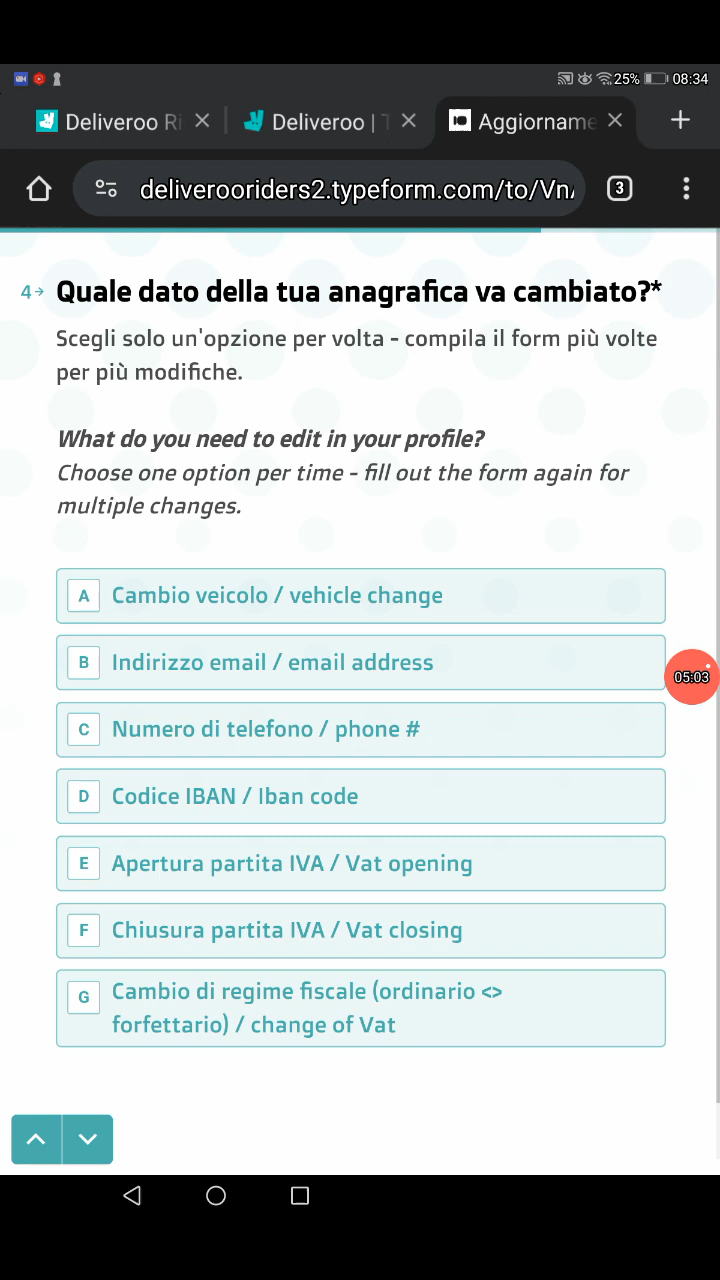 25% 08:34
Deliveroo Ri
Deliveroo | T
Aggiorname
deliverooriders2.typeform.com/to/Vn
3
4 Quale dato della tua anagrafica va cambiato?*
Scegli solo un'opzione per volta - compila il form più volte
per più modifiche.
What do you need to edit in your profile?
Choose one option per time - fill out the form again for
multiple changes.
A Cambio veicolo / vehicle change
B Indirizzo email / email address
05:03
C Numero di telefono / phone #
D Codice IBAN / Iban code
E Apertura partita IVA / Vat opening
F Chiusura partita IVA / Vat closing
G Cambio di regime fiscale (ordinario <>
forfettario) / change of Vat